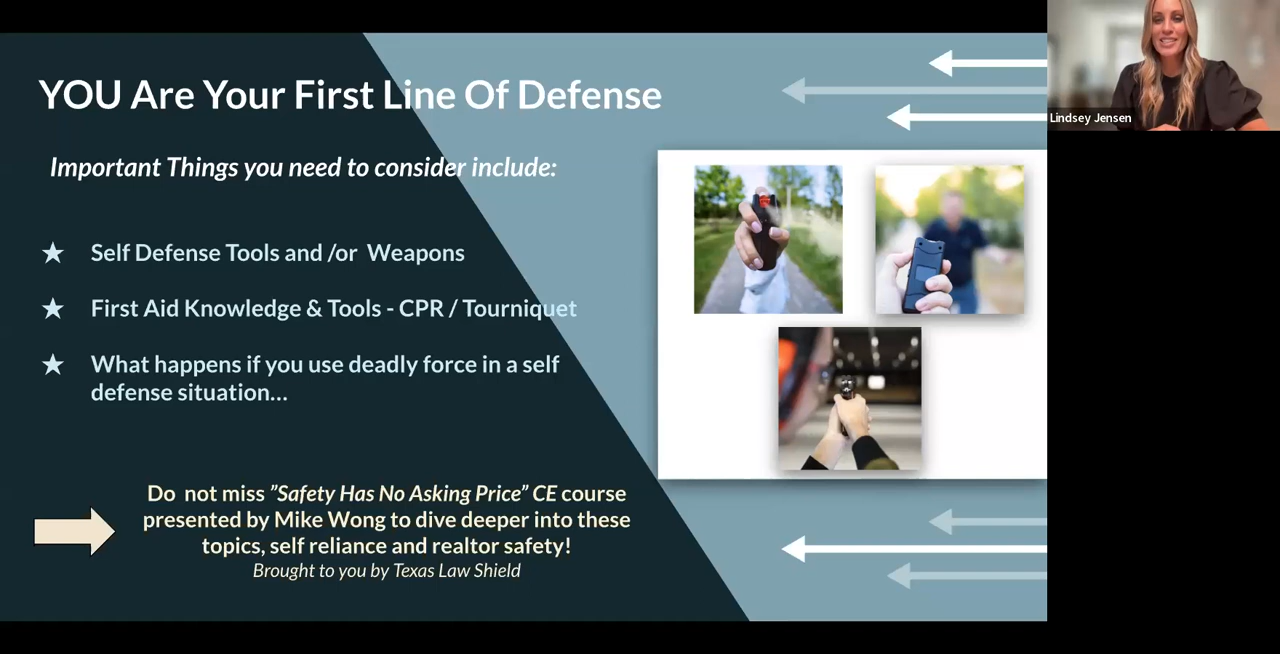 YOU Are Your First Line Of Defense
Lindsey Jensen
Important Things you need to consider include:
★ Self Defense Tools and /or Weapons
★ First Aid Knowledge & Tools - CPR / Tourniquet
★ What happens if you use deadly force in a self
defense situation...
Do not miss ”Safety Has No Asking Price” CE course
presented by Mike Wong to dive deeper into these
topics, self reliance and realtor safety!
Brought to you by Texas Law Shield